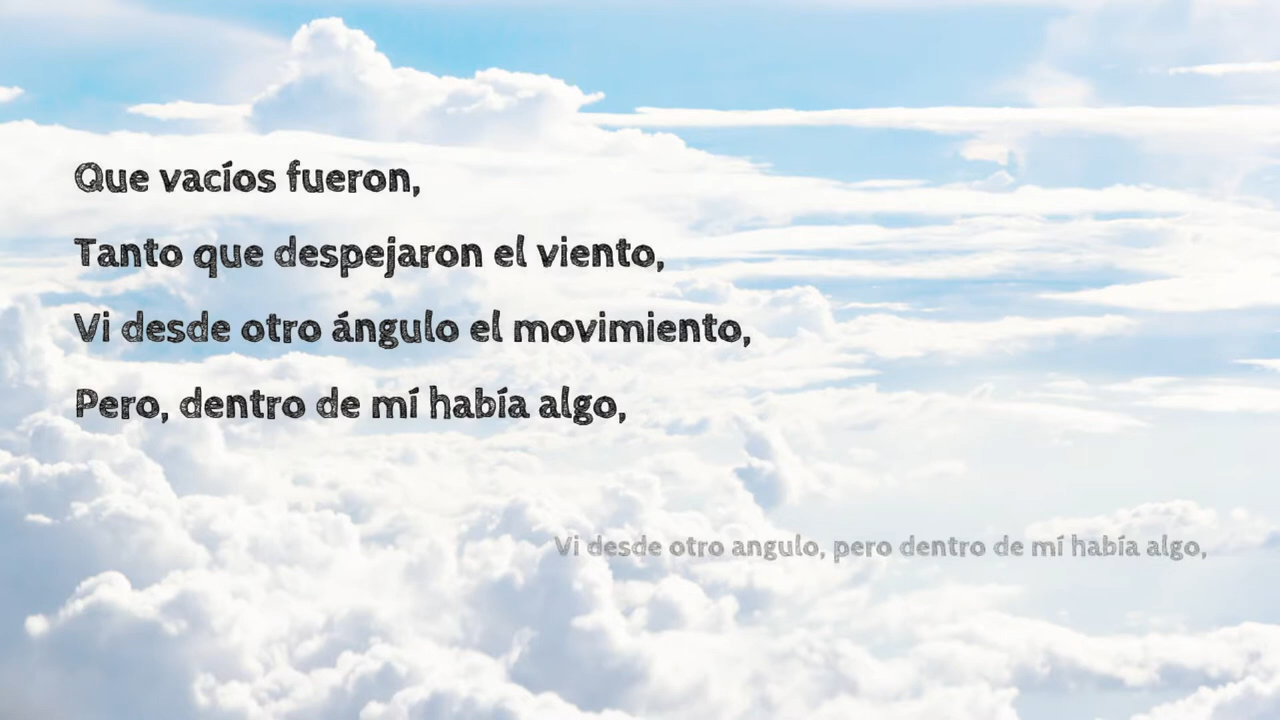 Que vacíos fueron,
Tanto que despejaron el viento,
Vi desde otro ángulo el movimiento,
Pero, dentro de mí había algo,
Vi desde otro angulo, pero dentro de mí había algo,